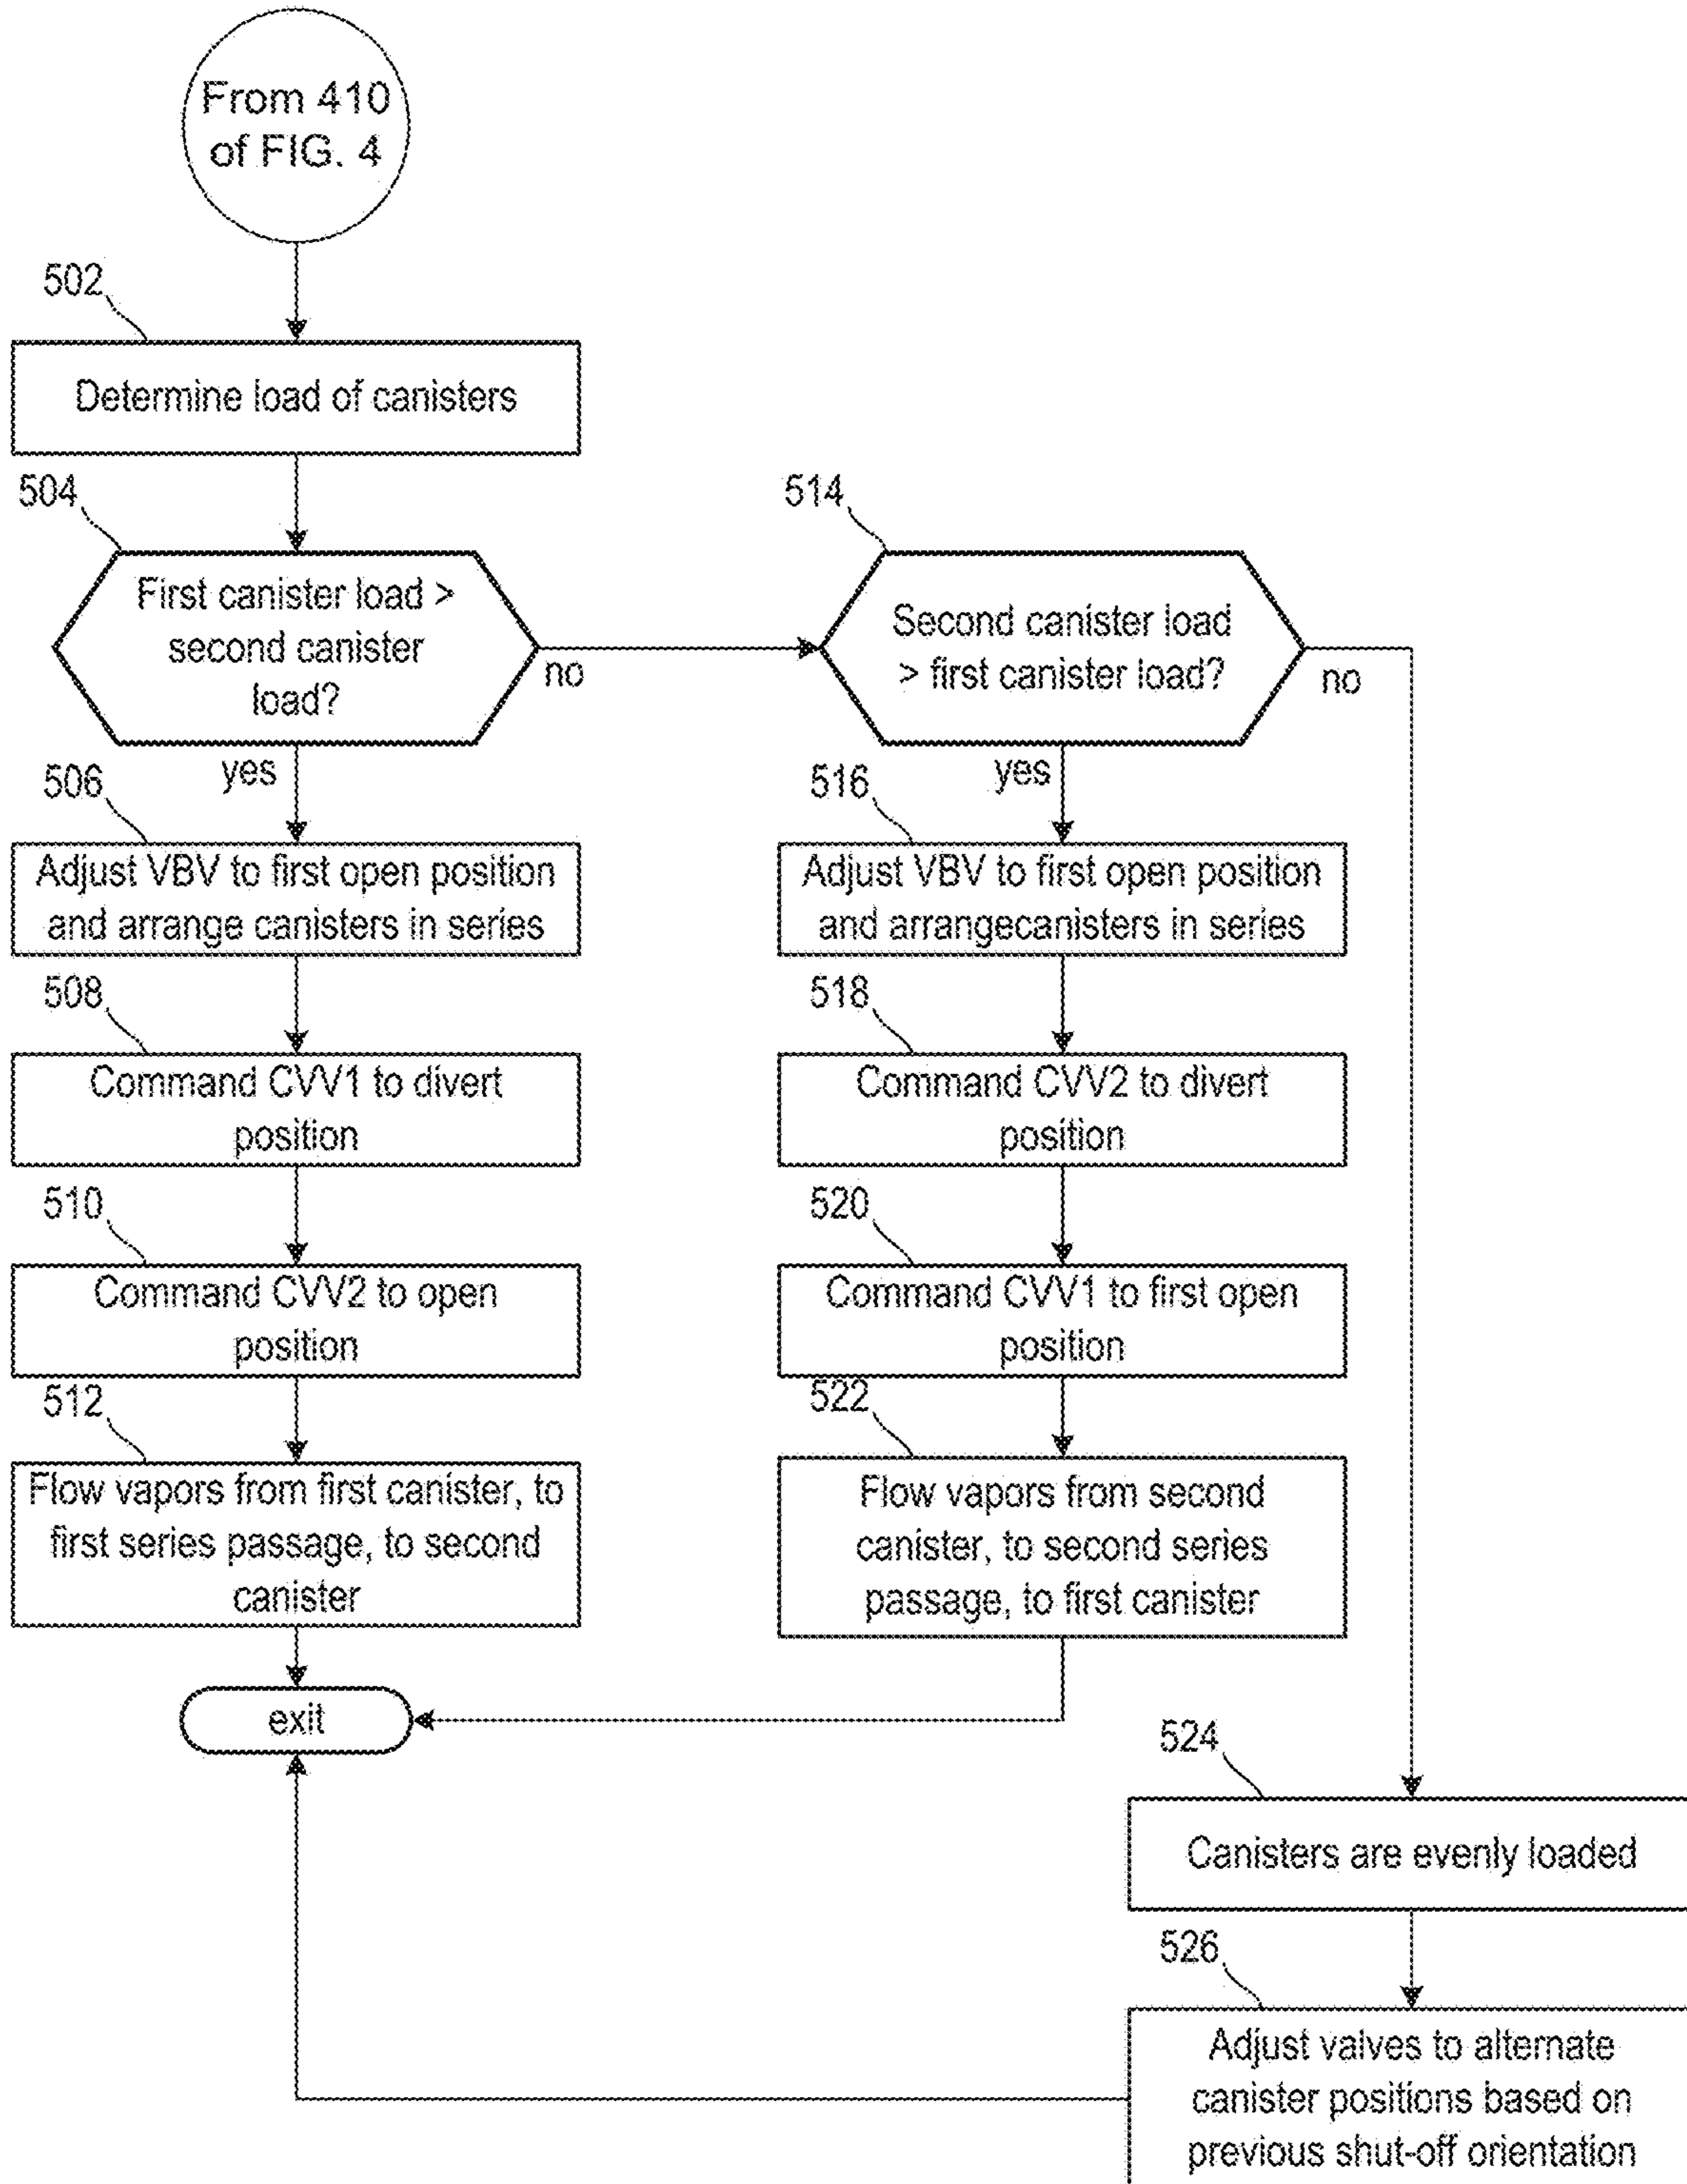 From 410
of FIG. 4
502
Determine load of canisters
504
First canister load >
second canister
load?
no
yes
514
Second canister load
> first canister load?
no
yes
506
Adjust VBV to first open position
and arrange canisters in series
508
Command CVV1 to divert
position
510
Command CVV2 to open
position
512
Flow vapors from first canister, to
first series passage, to second
canister
exit
516
Adjust VBV to first open position
and arrangecanisters in series
518
Command CVV2 to divert
position
520
Command CVV1 to first open
position
522
Flow vapors from second
canister, to second series
passage, to first canister
524
Canisters are evenly loaded
526
Adjust valves to alternate
canister positions based on
previous shut-off orientation